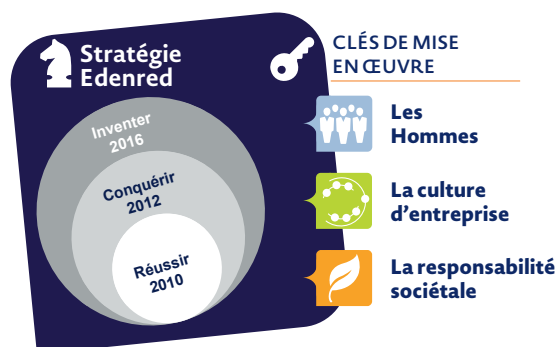 Stratégie
Edenred
CLÉS DE MISE
EN ŒUVRE
Inventer
2016
Conquérir
2012
Réussir
2010
Les
Hommes
La culture
d’entreprise
La responsabilité
sociétale